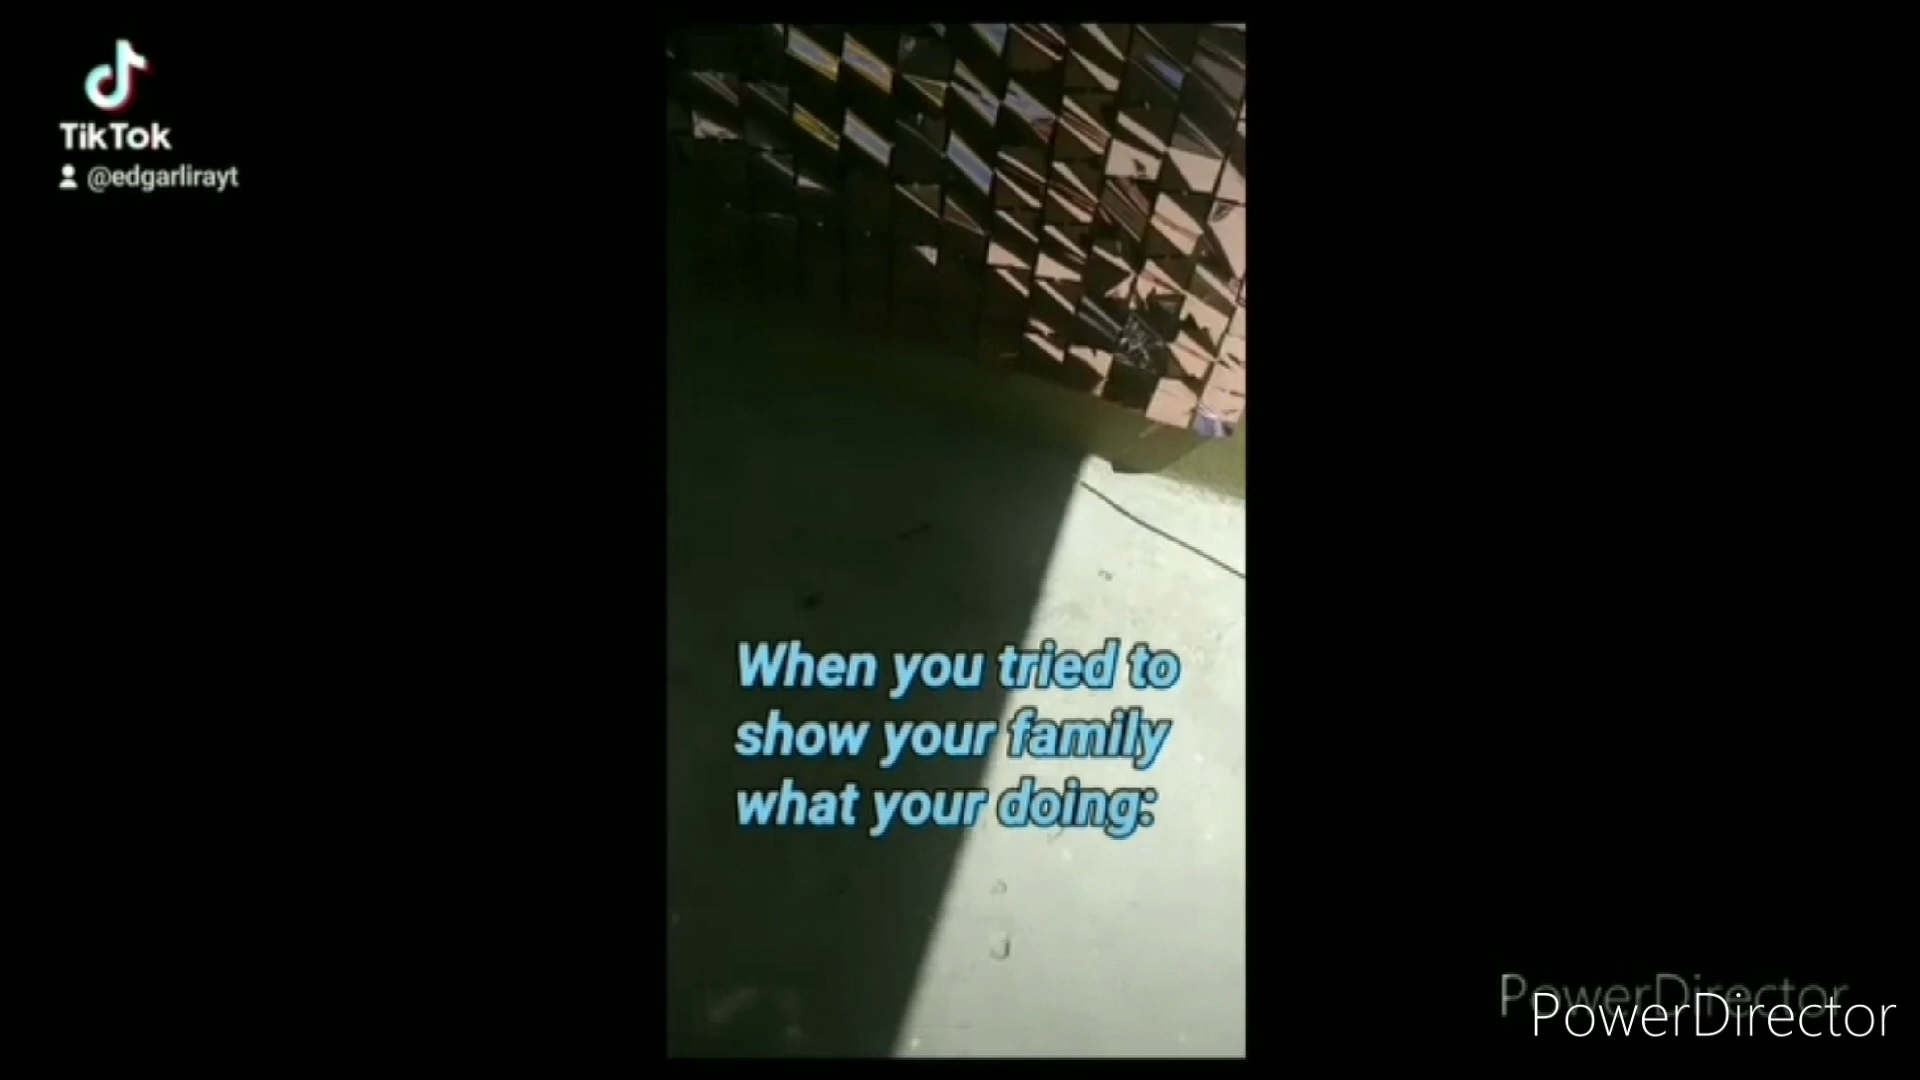 TikTok
@edgarlirayt
When you tried to
show your family
what your doing:
PowerDirector
PowerDirector